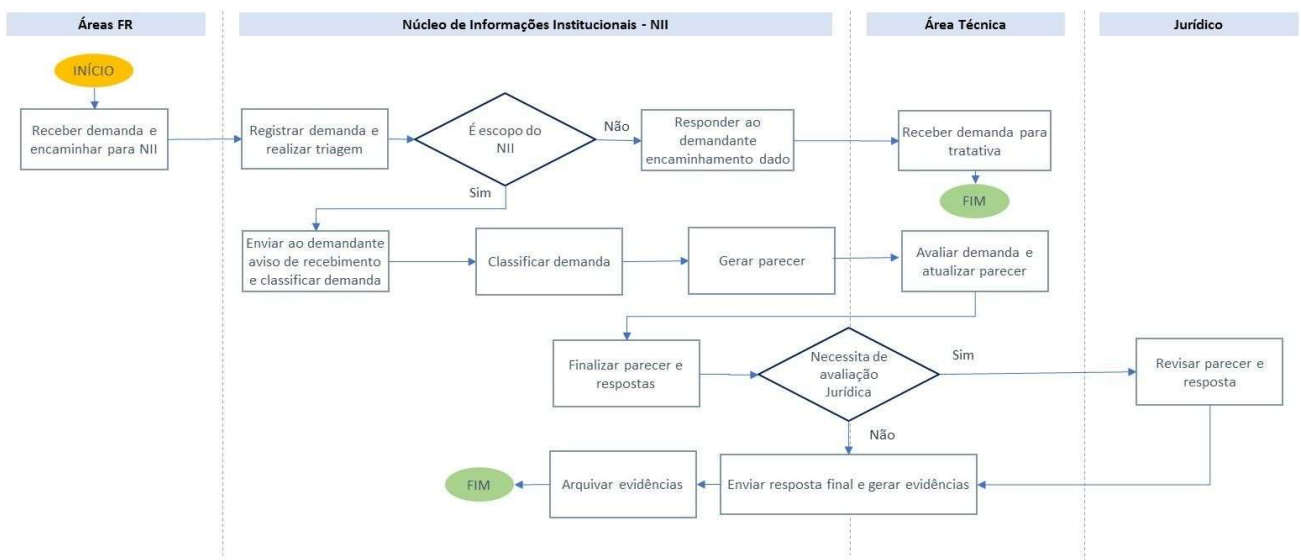 Áreas FR
Núcleo de Informações Institucionais - NII
Área Técnica
Jurídico
INÍCIO
Receber demanda e
encaminhar para NII
Registrar demanda e
realizar triagem
É escopo do
NII
Não
Responder ao
demandante
encaminhamento dado
Receber demanda para
tratativa
Sim
FIM
Enviar ao demandante
aviso de recebimento
e classificar demanda
Classificar demanda
Gerar parecer
Avaliar demanda e
atualizar parecer
Finalizar parecer e
respostas
Necessita de
avaliação
Jurídica
Sim
Revisar parecer e
resposta
Não
FIM
Arquivar evidências
Enviar resposta final e gerar evidências